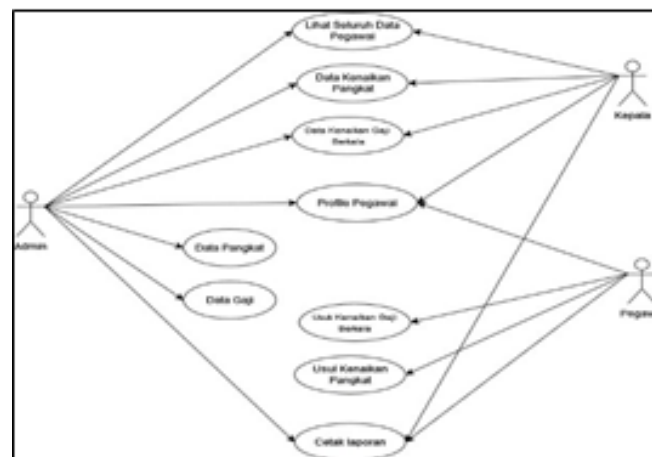 Lihat Seluruh Data
Pegawai
Data Kenaikan
Pangkat
Kepala
Data Kenaikan Gaji
Berkala
Profile Pegawai
Admin
Data Pangkat
Data Gaji
Pegaw
Usul Kenaikan Gaji
Berkala
Usul Kenaikan
Pangkat
Cetak laporan